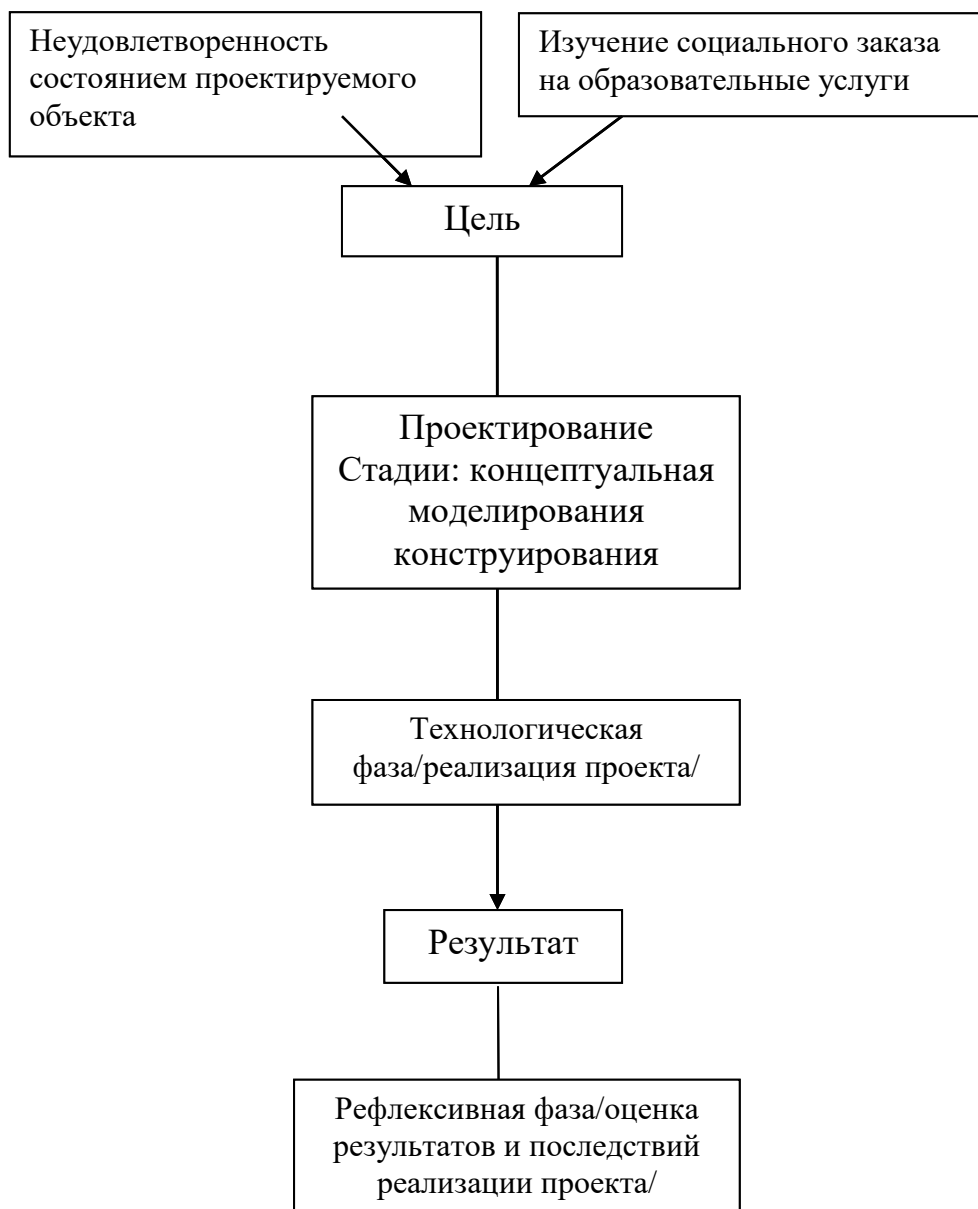 Неудовлетворенность
состоянием проектируемого
объекта
Изучение социального заказа
на образовательные услуги
Цель
Проектирование
Стадии: концептуальная
моделирования
конструирования
Технологическая
фаза/реализация проекта/
Результат
Рефлексивная фаза/оценка
результатов и последствий
реализации проекта/